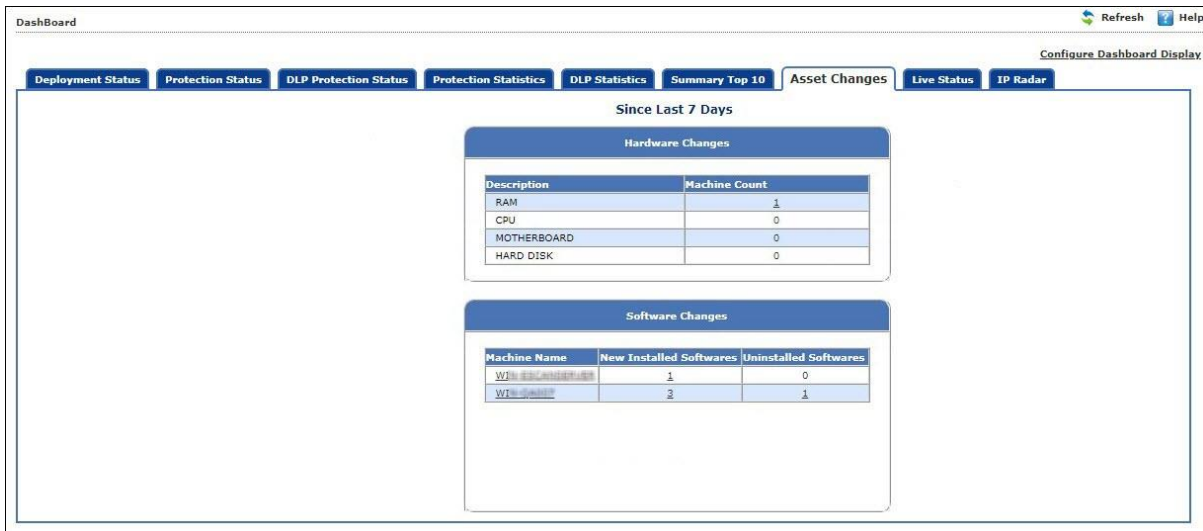 DashBoard
Refresh Help
Configure Dashboard Display
Deployment Status Protection Status DLP Protection Status Protection Statistics DLP Statistics Summary Top 10 Asset Changes Live Status IP Radar
Since Last 7 Days
Hardware Changes
Description Machine Count
RAM 1
CPU 0
MOTHERBOARD 0
HARD DISK 0
Software Changes
Machine Name New Installed Softwares Uninstalled Softwares
1 0
3 1